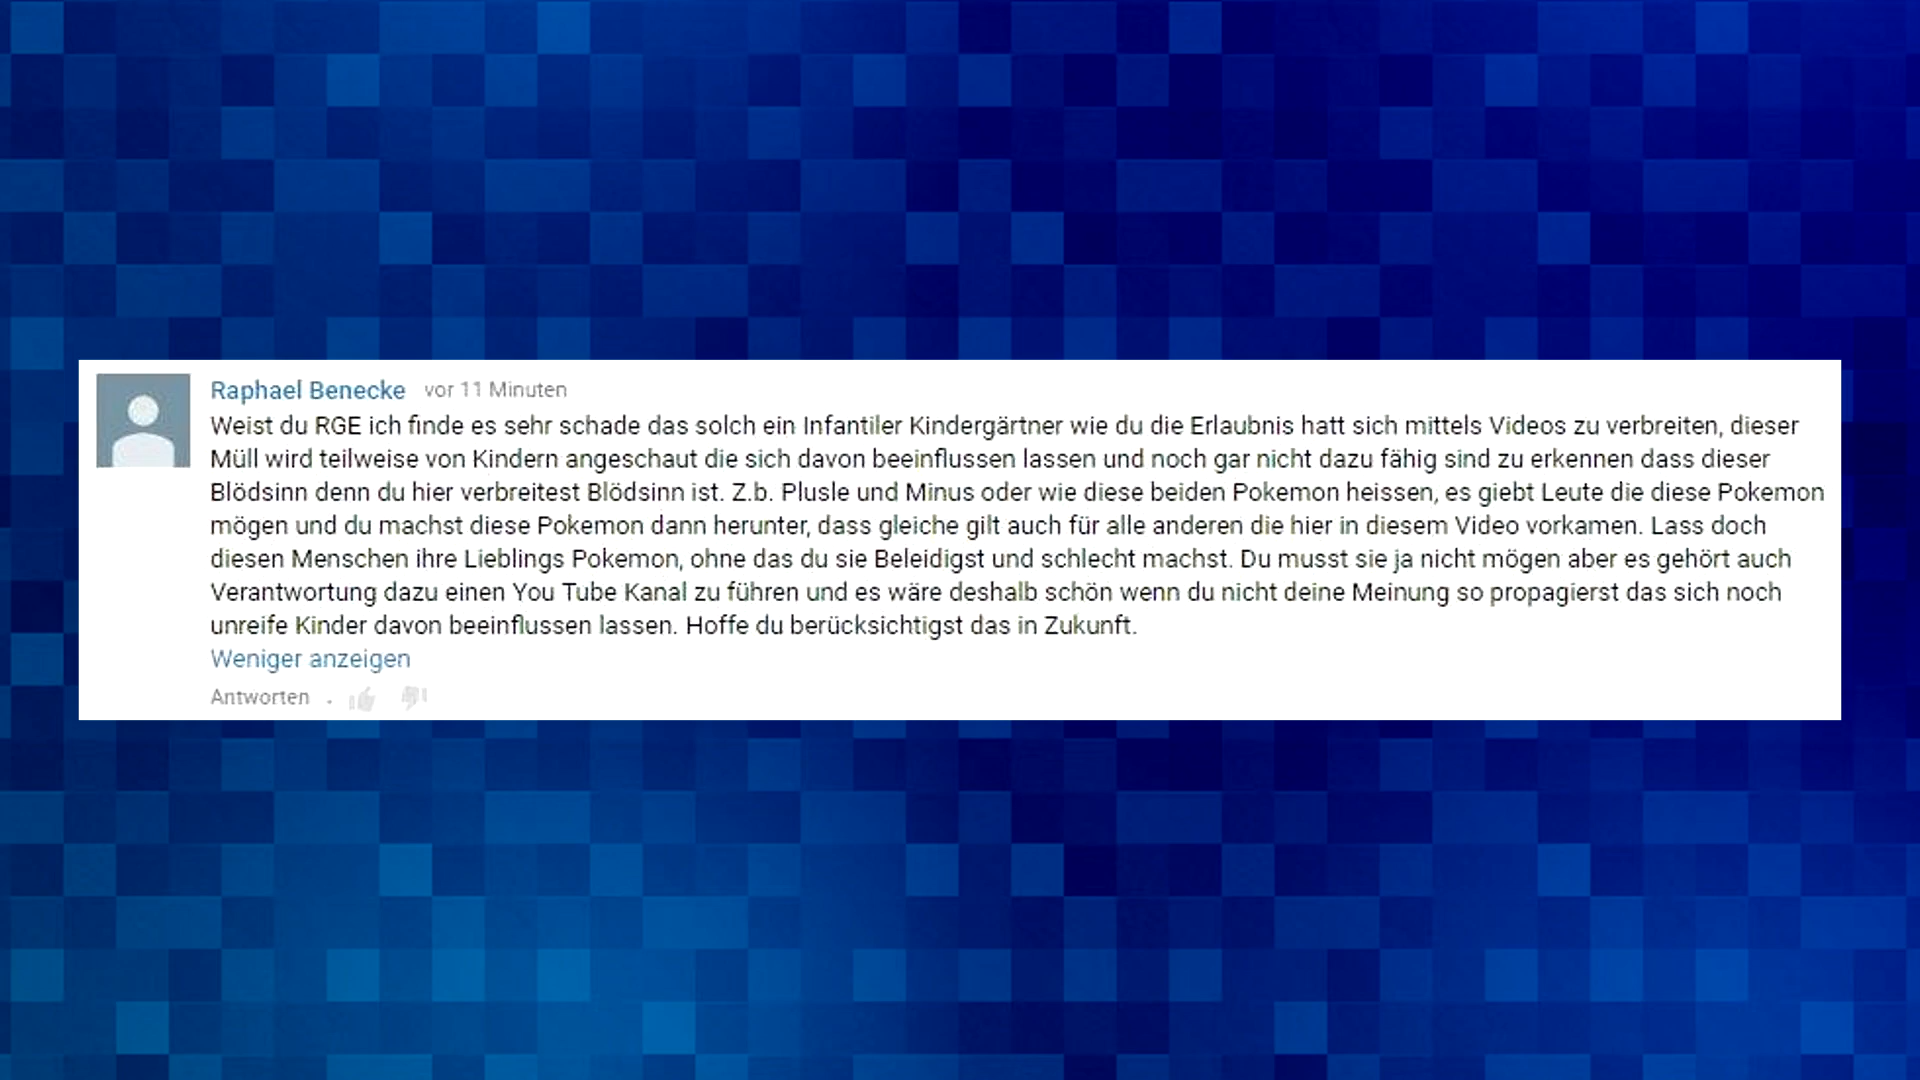 Raphael Benecke vor 11 Minuten
Weist du RGE ich finde es sehr schade das solch ein Infantiler Kindergärtner wie du die Erlaubnis hatt sich mittels Videos zu verbreiten, dieser
Müll wird teilweise von Kindern angeschaut die sich davon beeinflussen lassen und noch gar nicht dazu fähig sind zu erkennen dass dieser
Blödsinn denn du hier verbreitest Blödsinn ist. Z.b. Plusle und Minus oder wie diese beiden Pokemon heissen, es giebt Leute die diese Pokemon
mögen und du machst diese Pokemon dann herunter, dass gleiche gilt auch für alle anderen die hier in diesem Video vorkamen. Lass doch
diesen Menschen ihre Lieblings Pokemon, ohne das du sie Beleidigst und schlecht machst. Du musst sie ja nicht mögen aber es gehört auch
Verantwortung dazu einen You Tube Kanal zu führen und es wäre deshalb schön wenn du nicht deine Meinung so propagierst das sich noch
unreife Kinder davon beeinflussen lassen. Hoffe du berücksichtigst das in Zukunft.
Weniger anzeigen
Antworten .